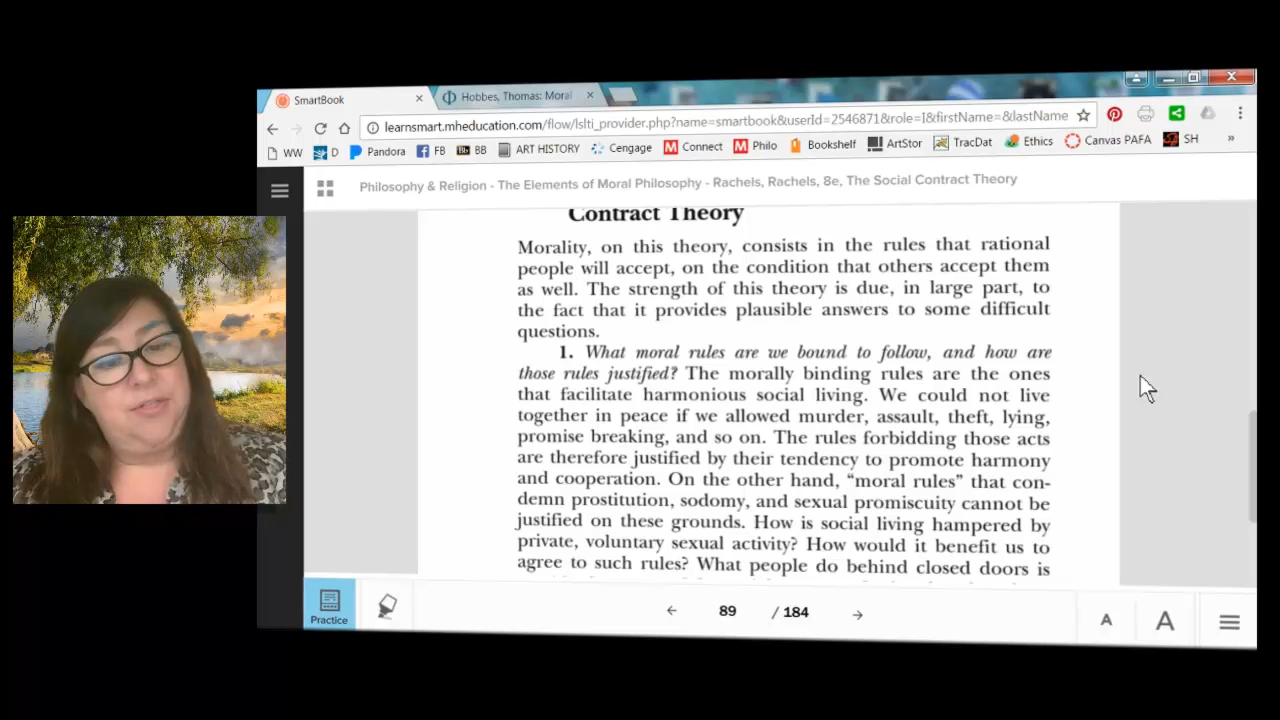 SmartBook
Hobbes, Thomas: Moral
learnsmart.mheducation.com/flow/lslti_provider.php?name=smartbook&userId=2546871&role=I&firstName=&lastName
WW D Pandora FB BB ART HISTORY Cengage Connect Philo Bookshelf ArtStor TracDat Ethics Canvas PAFA SH »
Philosophy & Religion - The Elements of Moral Philosophy - Rachels, Rachels, 8e, The Social Contract Theory
Contract Theory
Morality, on this theory, consists in the rules that rational
people will accept, on the condition that others accept them
as well. The strength of this theory is due, in large part, to
the fact that it provides plausible answers to some difficult
questions.
1. What moral rules are we bound to follow, and how are
those rules justified? The morally binding rules are the ones
that facilitate harmonious social living. We could not live
together in peace if we allowed murder, assault, theft, lying,
promise breaking, and so on. The rules forbidding those acts
are therefore justified by their tendency to promote harmony
and cooperation. On the other hand, “moral rules” that con-
demn prostitution, sodomy, and sexual promiscuity cannot be
justified on these grounds. How is social living hampered by
private, voluntary sexual activity? How would it benefit us to
agree to such rules? What people do behind closed doors is
Practice
89 / 184
A A